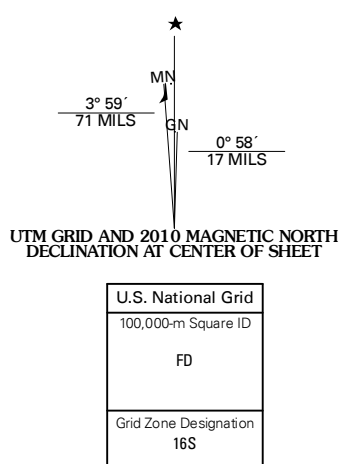 ★
MN
3° 59´
71 MILS
GN
0° 58´
17 MILS
UTM GRID AND 2010 MAGNETIC NORTH
DECLINATION AT CENTER OF SHEET
U.S. National Grid
100,000-m Square ID
FD
Grid Zone Designation
16S